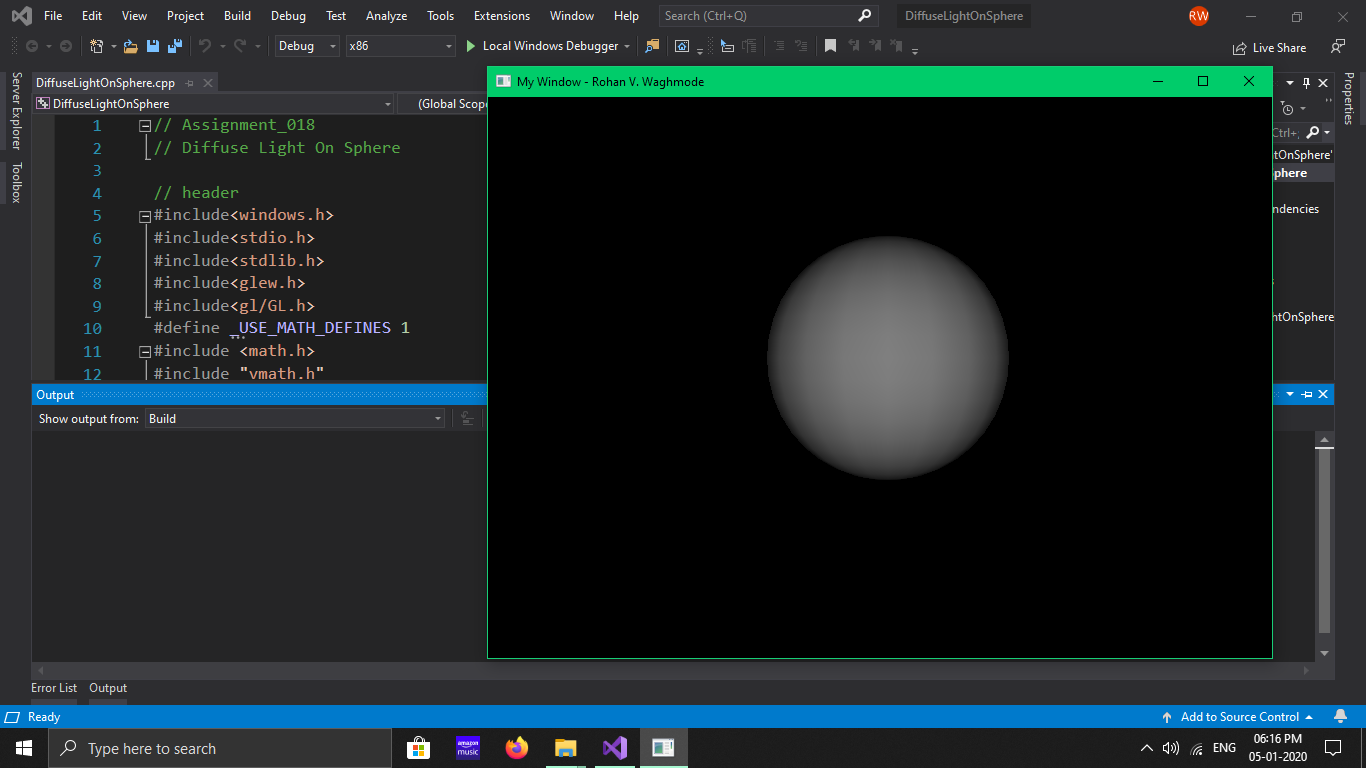 File Edit View Project Build Debug Test Analyze Tools Extensions Window Help Search (Ctrl+Q) DiffuseLightOnSphere RW
Debug x86 Local Windows Debugger Live Share
Server Explorer
Toolbox
DiffuseLightOnSphere.cpp
DiffuseLightOnSphere (Global Scope
1 // Assignment_018
2 // Diffuse Light On Sphere
3
4 // header
5 #include<windows.h>
6 #include<stdio.h>
7 #include<stdlib.h>
8 #include<glew.h>
9 #include<gl/GL.h>
10 #define _USE_MATH_DEFINES 1
11 #include <math.h>
12 #include "vmath.h"
My Window - Rohan V. Waghmode
Properties
Ctrl+;
tOnSphere'
phere
ndencies
htOnSphere
Output
Show output from: Build
Error List Output
Ready Add to Source Control
Type here to search
amazon music
ENG
06:16 PM
05-01-2020